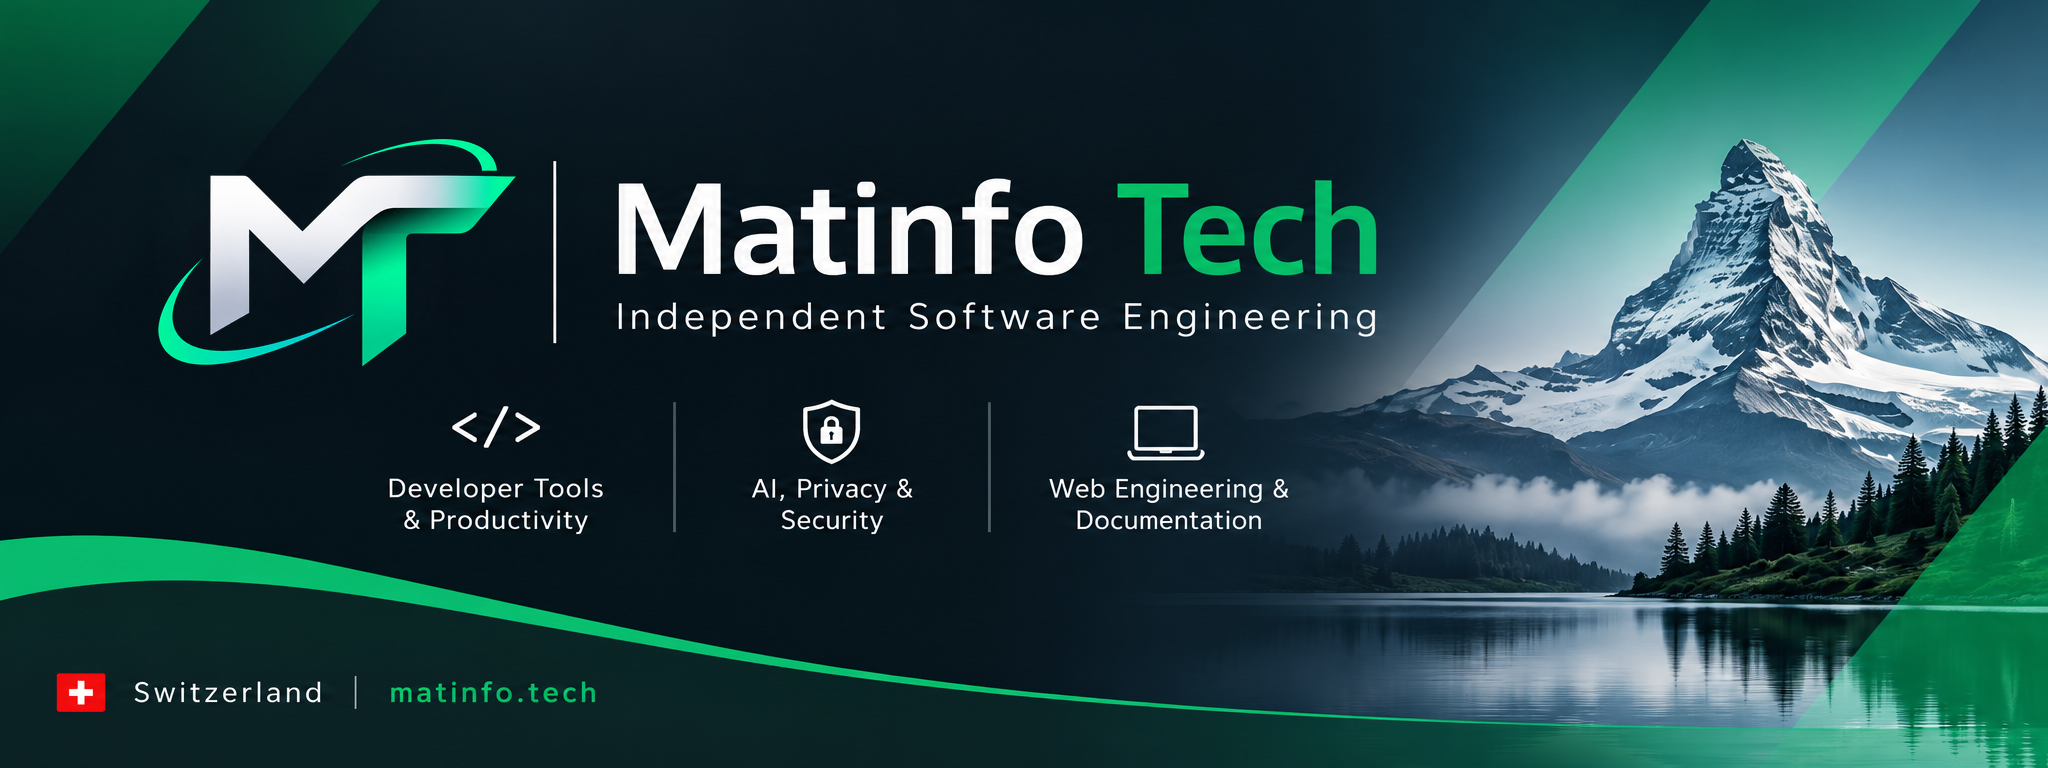 MT
Matinfo Tech
Independent Software Engineering
</>
Developer Tools
& Productivity
AI, Privacy &
Security
Web Engineering &
Documentation
Switzerland | matinfo.tech